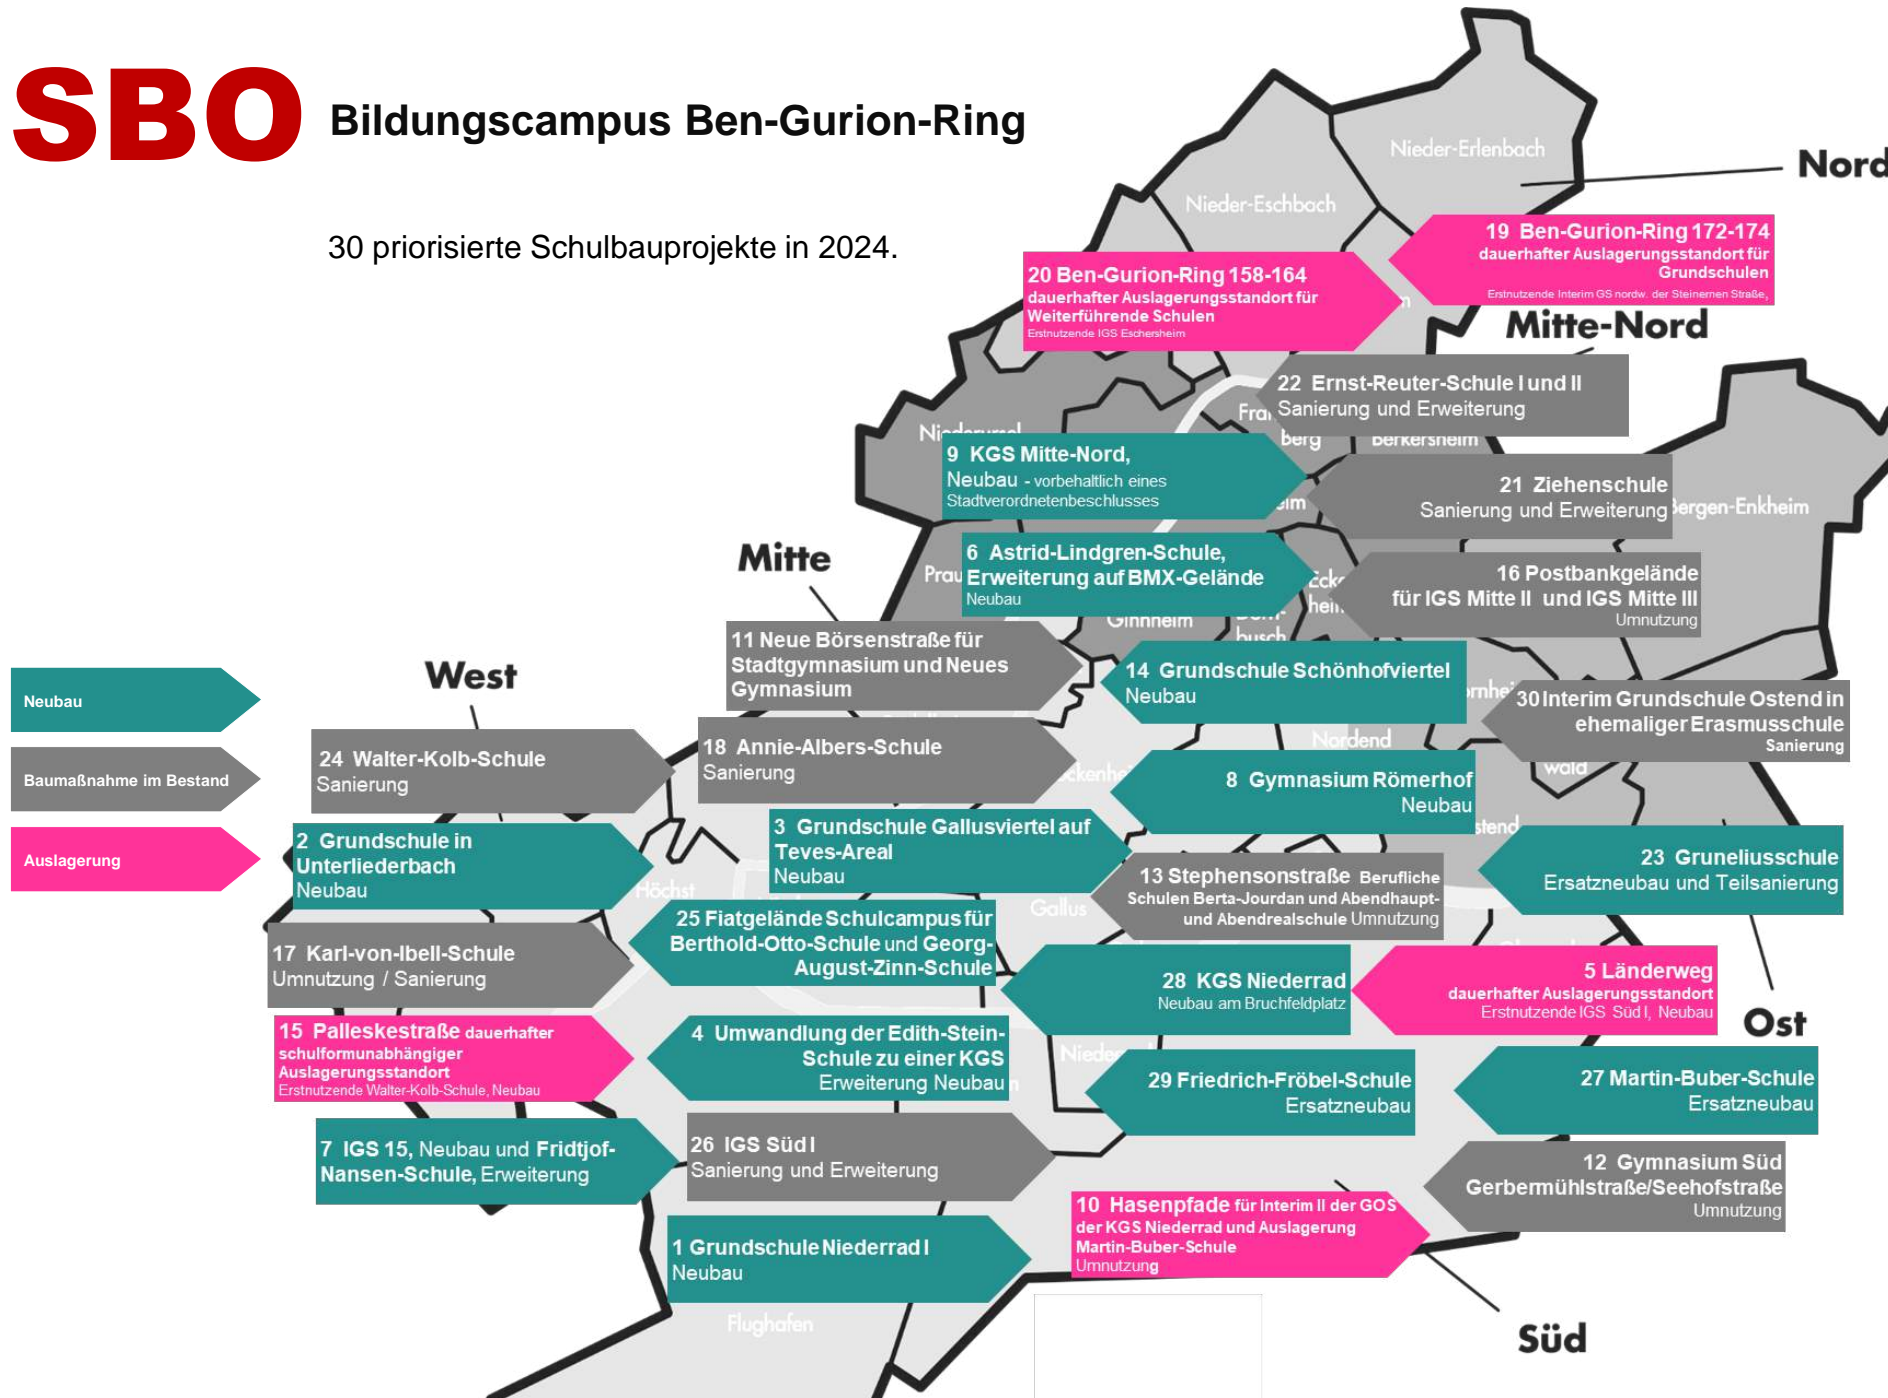 SBO
Bildungscampus Ben-Gurion-Ring
30 priorisierte Schulbauprojekte in 2024.
Nieder-Erlenbach
Nord
Nieder-Eschbach
19 Ben-Gurion-Ring 172-174
dauerhafter Auslagerungsstandort für
Grundschulen
Erstnutzende Interim GS nordw. der Steinernen Straße,
20 Ben-Gurion-Ring 158-164
dauerhafter Auslagerungsstandort für
Weiterführende Schulen
Erstnutzende IGS Eschersheim
Mitte-Nord
22 Ernst-Reuter-Schule I und II
Sanierung und Erweiterung
Berg
Berkersheim
9 KGS Mitte-Nord,
Neubau - vorbehaltlich eines
Stadtverordnetenbeschlusses
21 Ziehenschule
Sanierung und Erweiterung
Bergen-Enkheim
Mitte
6 Astrid-Lindgren-Schule,
Erweiterung auf BMX-Gelände
Neubau
16 Postbankgelände
für IGS Mitte II und IGS Mitte III
Umnutzung
Ginnheim
busch
11 Neue Börsenstraße für
Stadtgymnasium und Neues
Gymnasium
14 Grundschule Schönhofviertel
Neubau
West
Neubau
30 Interim Grundschule Ostend in
ehemaliger Erasmusschule
Sanierung
Nordend
wald
24 Walter-Kolb-Schule
Sanierung
18 Annie-Albers-Schule
Sanierung
Baumaßnahme im Bestand
8 Gymnasium Römerhof
Neubau
2 Grundschule in
Unterliederbach
Neubau
3 Grundschule Gallusviertel auf
Teves-Areal
Neubau
Auslagerung
23 Gruneliusschule
Ersatzneubau und Teilsanierung
Höchst
Gallus
13 Stephensonstraße Berufliche
Schulen Berta-Jourdan und Abendhaupt-
und Abendrealschule Umnutzung
25 Fiatgelände Schulcampus für
Berthold-Otto-Schule und Georg-
August-Zinn-Schule
17 Karl-von-Ibell-Schule
Umnutzung / Sanierung
28 KGS Niederrad
Neubau am Bruchfeldplatz
5 Länderweg
dauerhafter Auslagerungsstandort
Erstnutzende IGS Süd I, Neubau
Ost
15 Palleskestraße dauerhafter
schulformunabhängiger
Auslagerungsstandort
Erstnutzende Walter-Kolb-Schule, Neubau
4 Umwandlung der Edith-Stein-
Schule zu einer KGS
Erweiterung Neubau
29 Friedrich-Fröbel-Schule
Ersatzneubau
27 Martin-Buber-Schule
Ersatzneubau
7 IGS 15, Neubau und Fridtjof-
Nansen-Schule, Erweiterung
26 IGS Süd I
Sanierung und Erweiterung
12 Gymnasium Süd
Gerbermühlstraße/Seehofstraße
Umnutzung
10 Hasenpfade für Interim II der GOS
der KGS Niederrad und Auslagerung
Martin-Buber-Schule
Umnutzung
1 Grundschule Niederrad I
Neubau
Flughafen
Süd